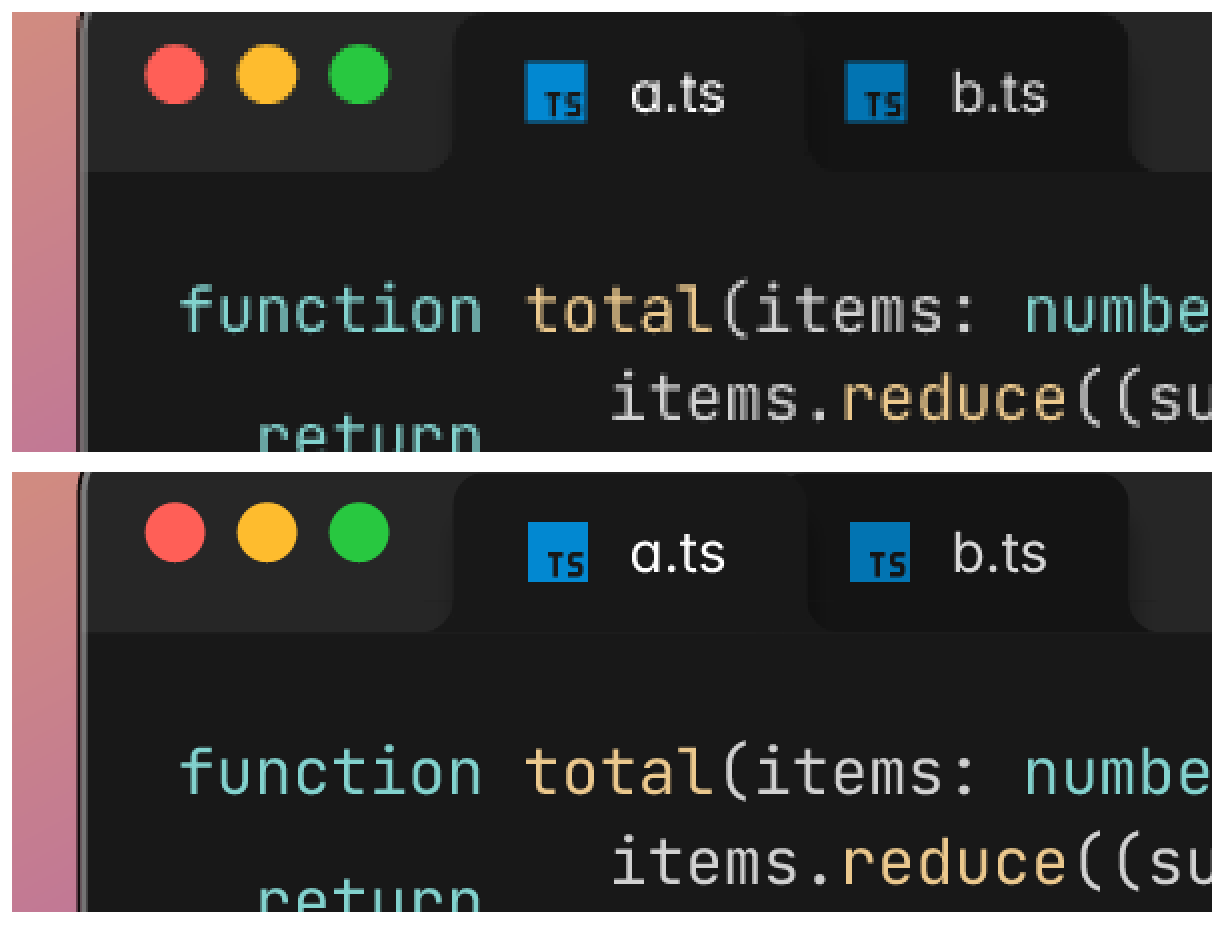 TS a.ts TS b.ts
function total(items: numbe
items.reduce((su
return
TS a.ts TS b.ts
function total(items: numbe
items.reduce((su
return